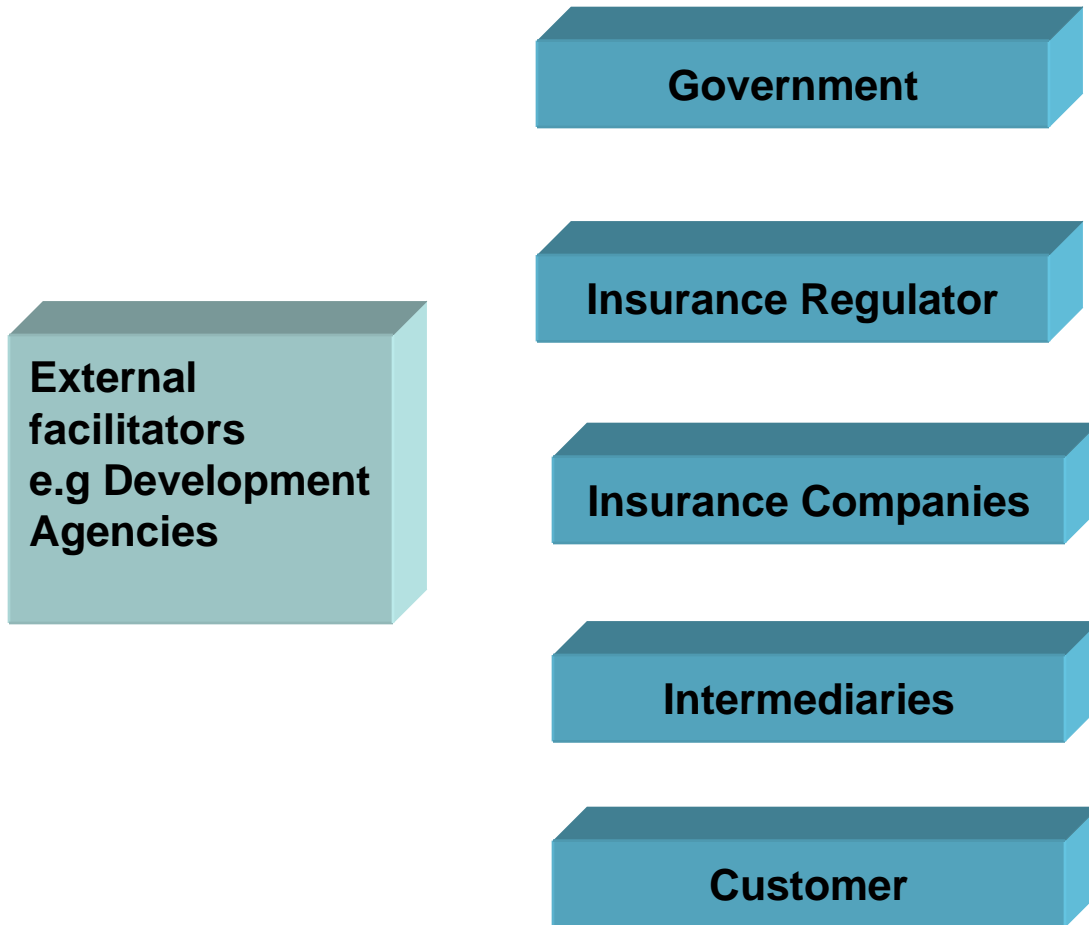 Government
Insurance Regulator
External
facilitators
e.g Development
Agencies
Insurance Companies
Intermediaries
Customer